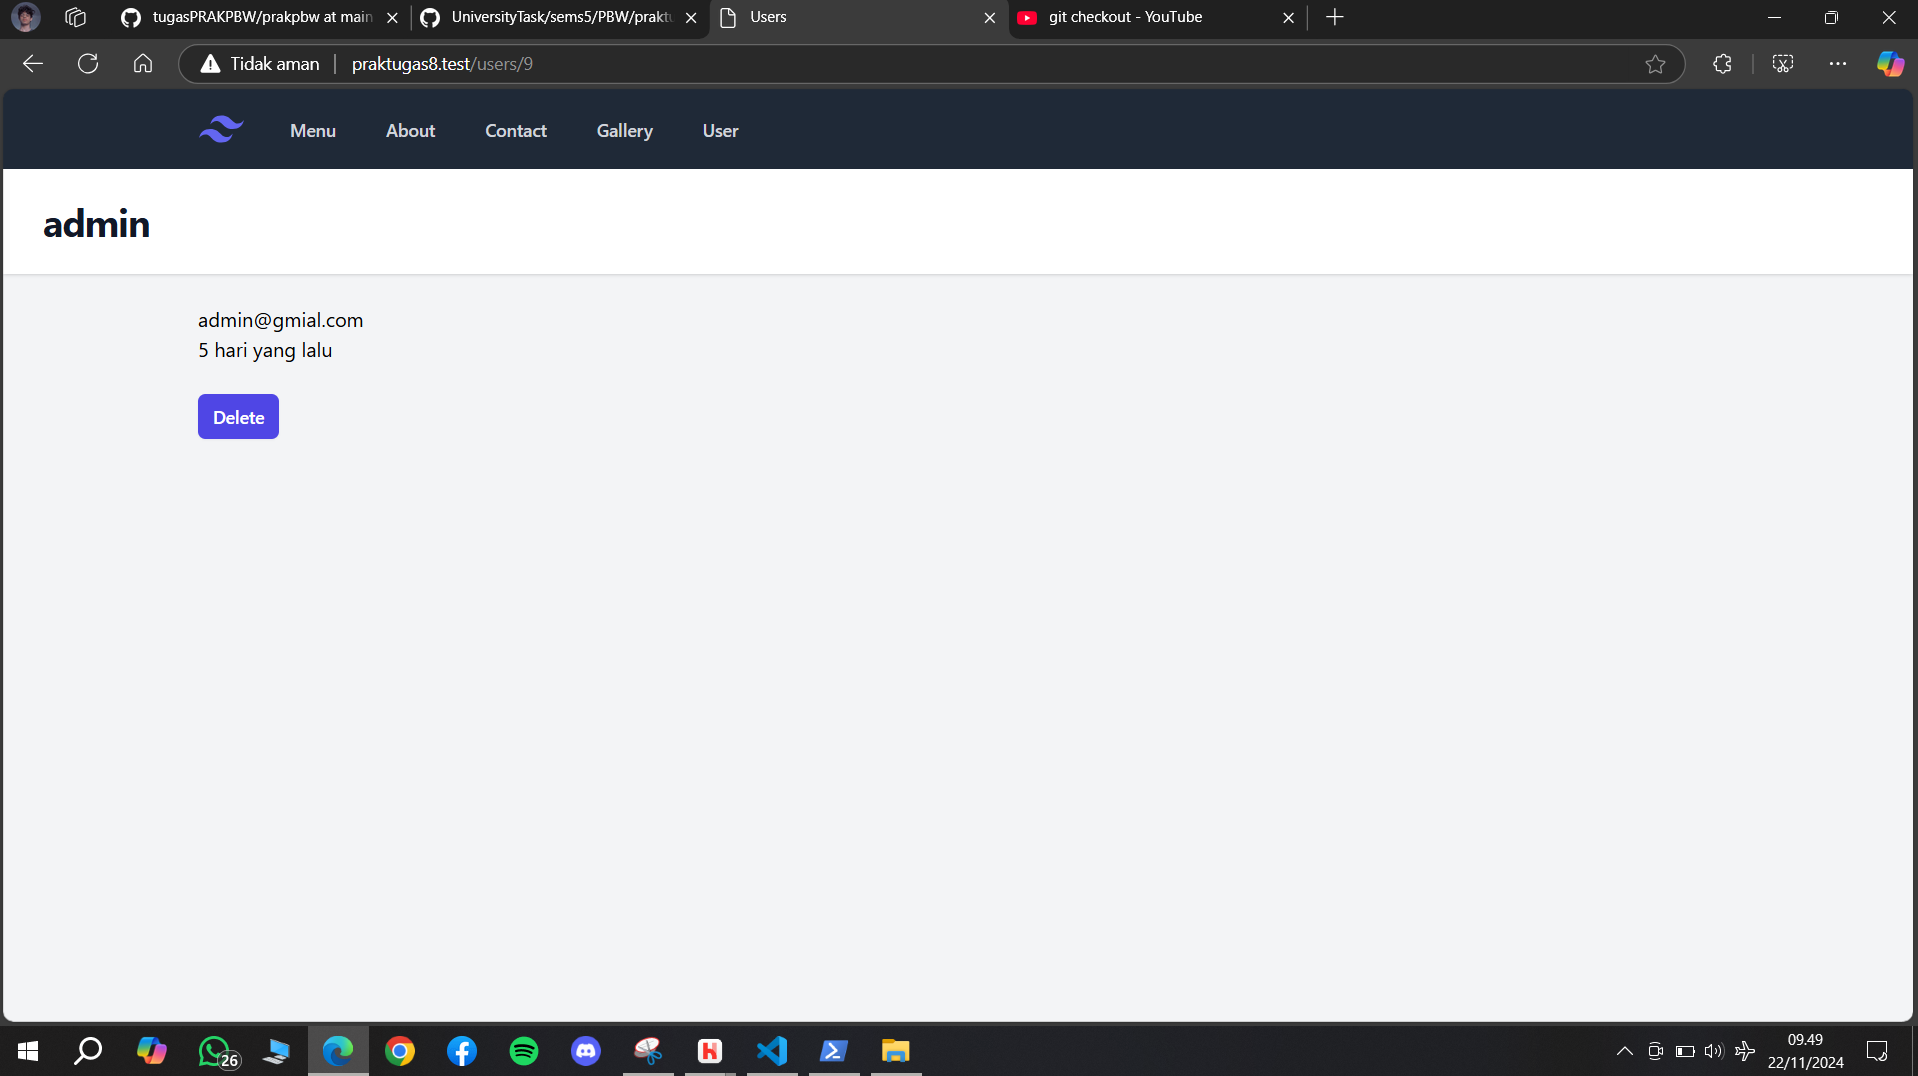 tugasPRAKPBW/prakpbw at main
UniversityTask/sems5/PBW/praktu
Users
git checkout - YouTube
Tidak aman
praktugas8.test/users/9
Menu
About
Contact
Gallery
User
admin
admin@gmial.com
5 hari yang lalu
Delete
26
09.49
22/11/2024